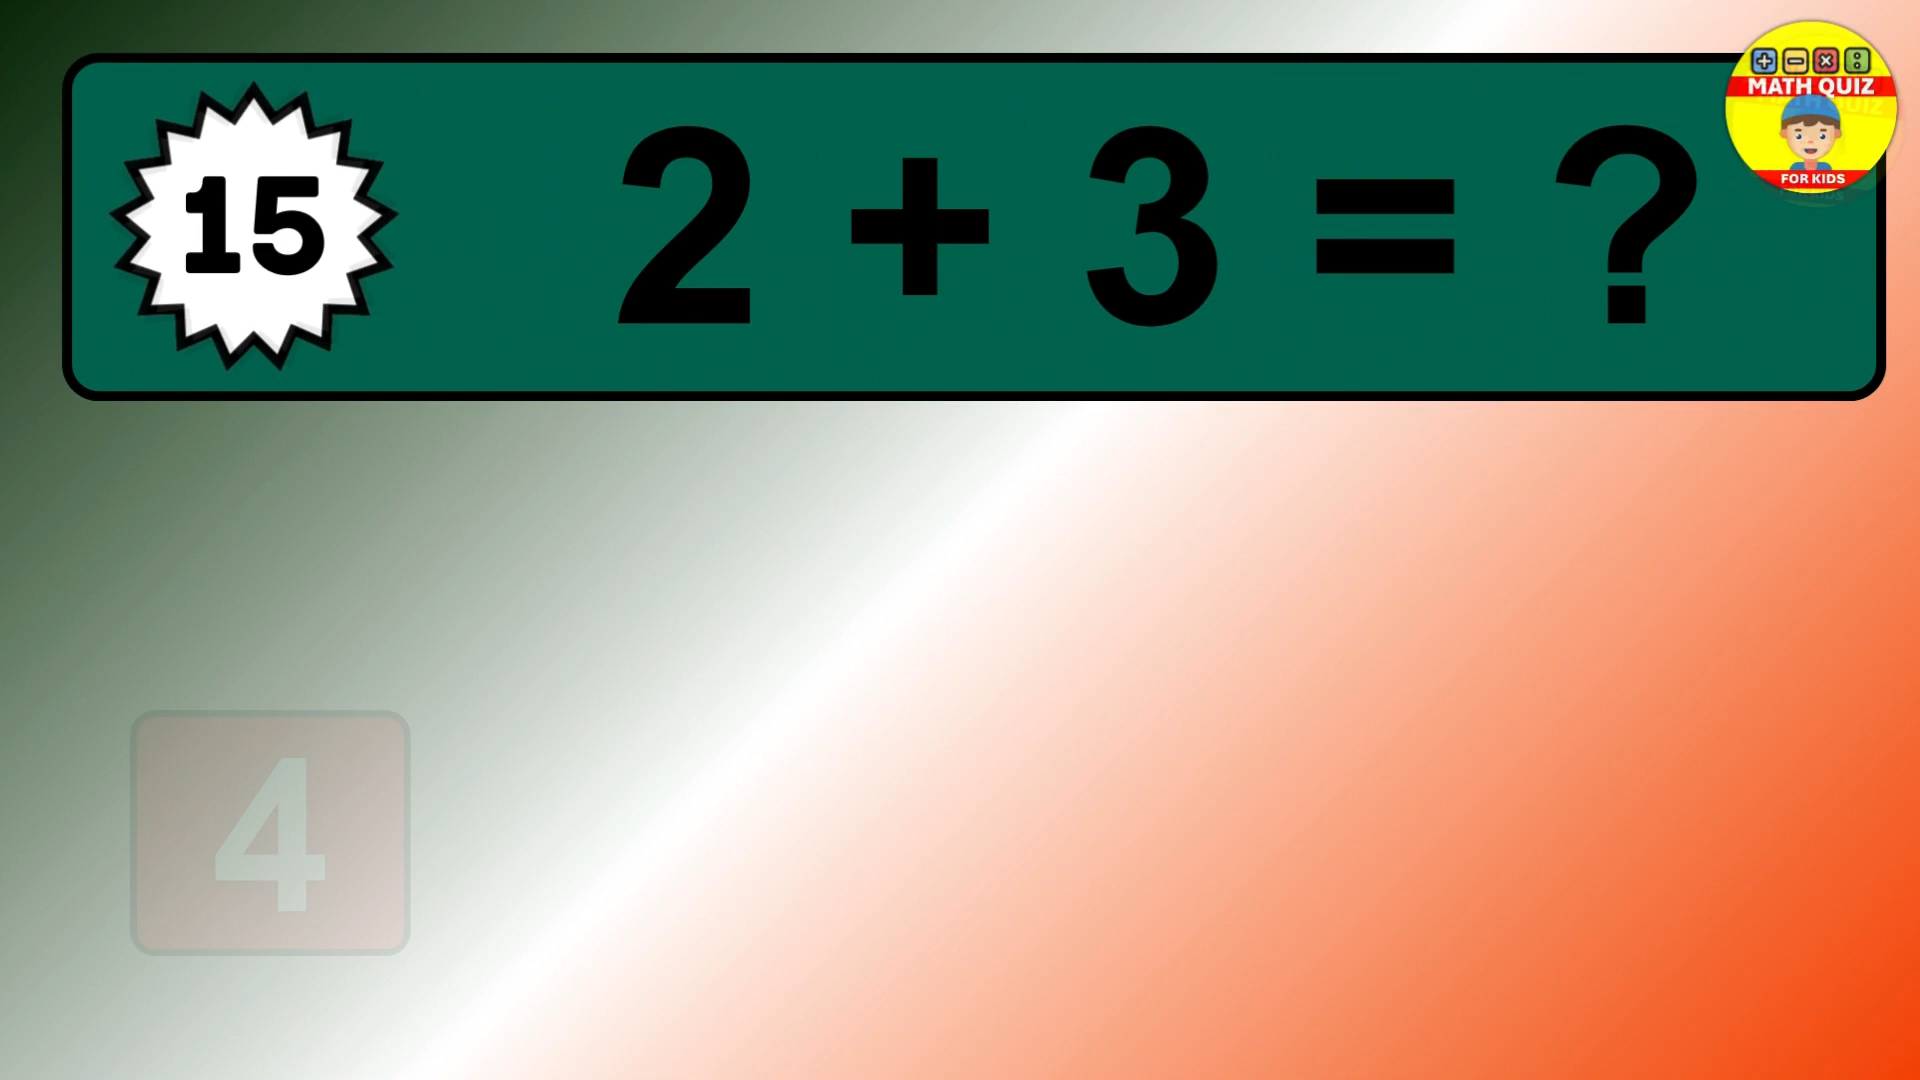 15
2 + 3 = ?
+ - × :
MATH QUIZ
FOR KIDS
4